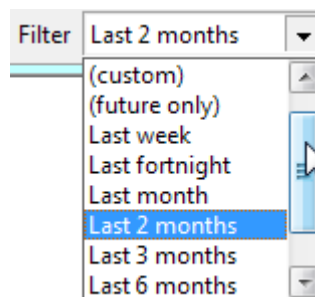 Filter Last 2 months
(custom)
(future only)
Last week
Last fortnight
Last month
Last 2 months
Last 3 months
Last 6 months